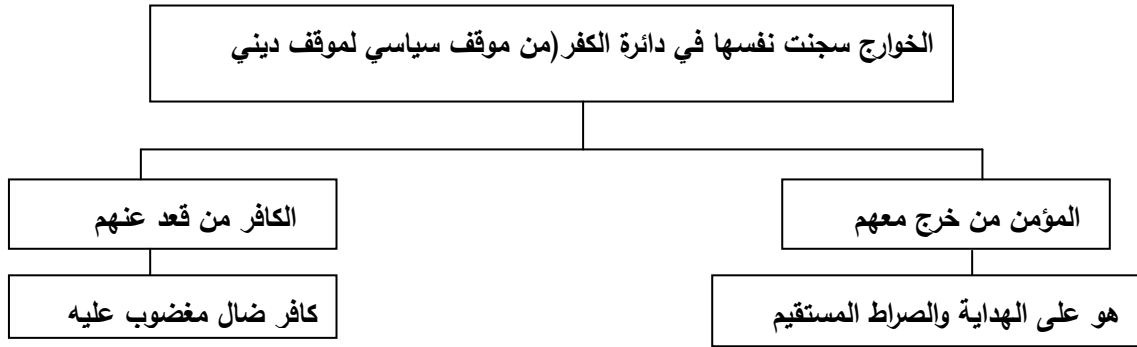 الخوارج سجنت نفسها في دائرة الكفر(من موقف سياسي لموقف ديني
المؤمن من خرج معهم
الكافر من قعد عنهم
هو على الهداية والصراط المستقيم
كافر ضال مغضوب عليه